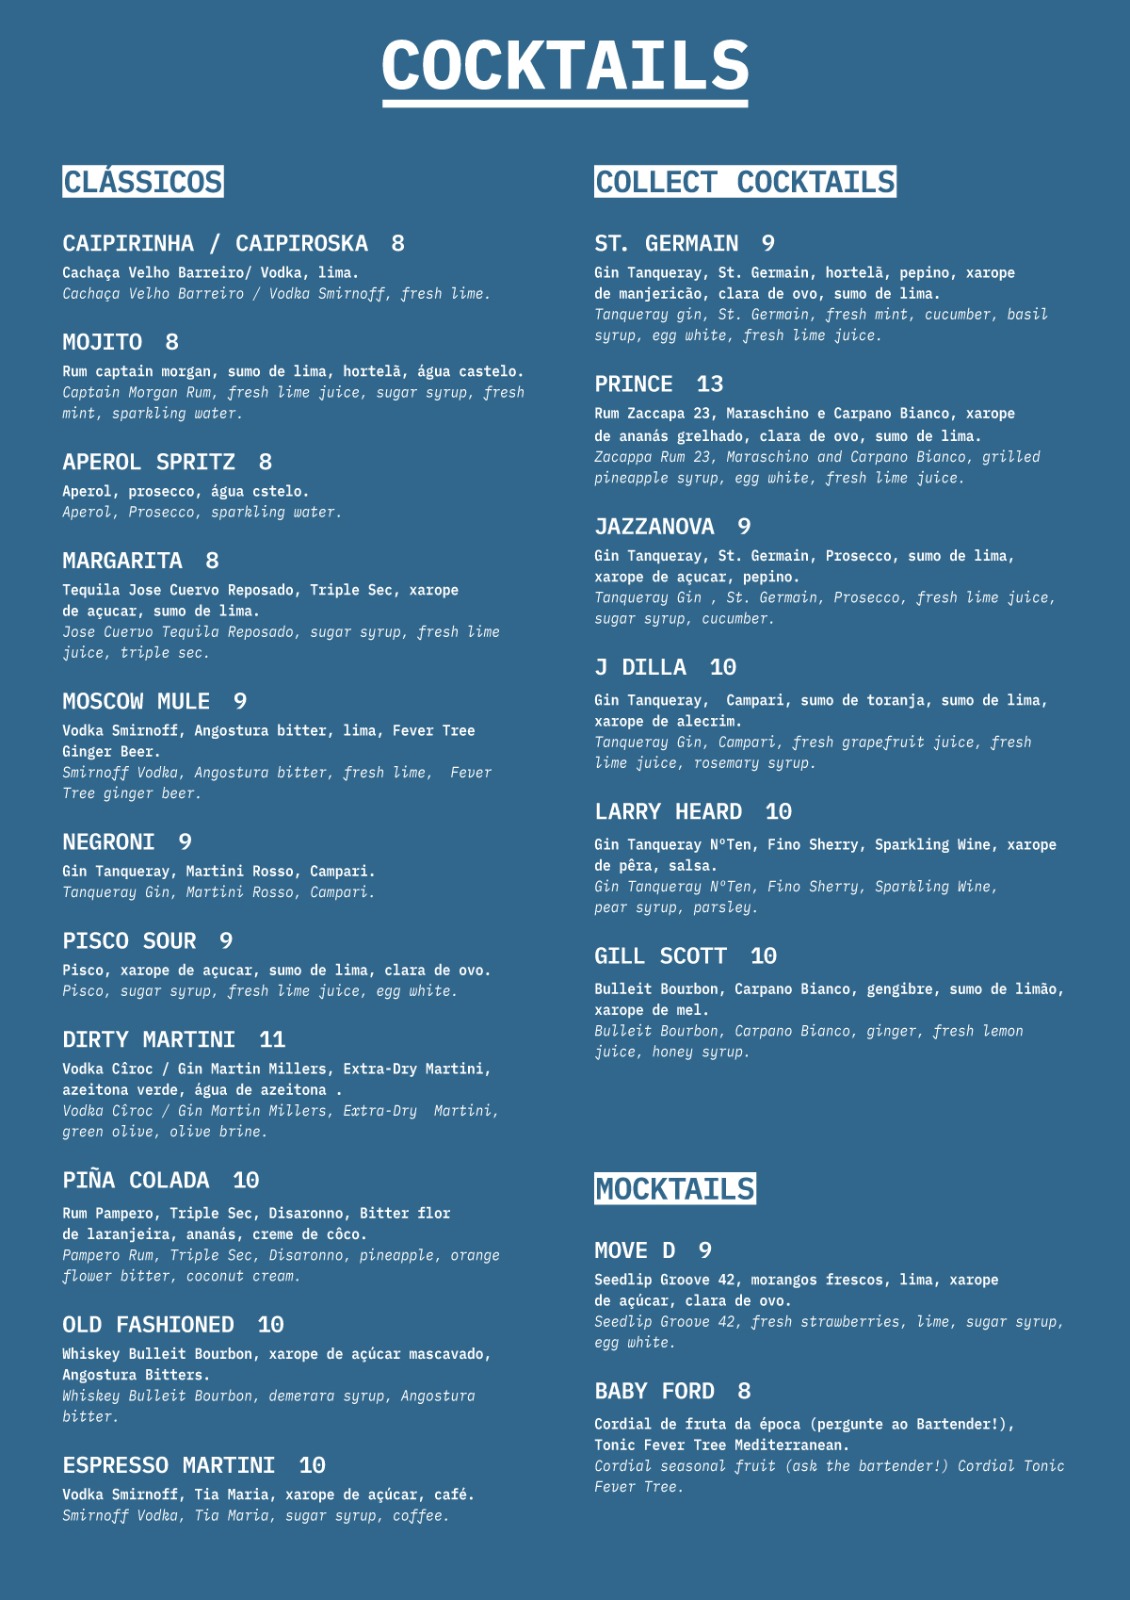 COCKTAILS
CLÁSSICOS
CAIPIRINHA / CAIPIROSKA 8
Cachaça Velho Barreiro/ Vodka, lima.
Cachaça Velho Barreiro / Vodka Smirnoff, fresh lime.
MOJITO 8
Rum captain morgan, sumo de lima, hortelã, água castelo.
Captain Morgan Rum, fresh lime juice, sugar syrup, fresh
mint, sparkling water.
APEROL SPRITZ 8
Aperol, prosecco, água cstelo.
Aperol, Prosecco, sparkling water.
MARGARITA 8
Tequila Jose Cuervo Reposado, Triple Sec, xarope
de açucar, sumo de lima.
Jose Cuervo Tequila Reposado, sugar syrup, fresh lime
juice, triple sec.
MOSCOW MULE 9
Vodka Smirnoff, Angostura bitter, lima, Fever Tree
Ginger Beer.
Smirnoff Vodka, Angostura bitter, fresh lime, Fever
Tree ginger beer.
NEGRONI 9
Gin Tanqueray, Martini Rosso, Campari.
Tanqueray Gin, Martini Rosso, Campari.
PISCO SOUR 9
Pisco, xarope de açucar, sumo de lima, clara de ovo.
Pisco, sugar syrup, fresh lime juice, egg white.
DIRTY MARTINI 11
Vodka Cîroc / Gin Martin Millers, Extra-Dry Martini,
azeitona verde, água de azeitona .
Vodka Cîroc / Gin Martin Millers, Extra-Dry Martini,
green olive, olive brine.
PIÑA COLADA 10
Rum Pampero, Triple Sec, Disaronno, Bitter flor
de laranjeira, ananás, creme de côco.
Pampero Rum, Triple Sec, Disaronno, pineapple, orange
flower bitter, coconut cream.
OLD FASHIONED 10
Whiskey Bulleit Bourbon, xarope de açúcar mascavado,
Angostura Bitters.
Whiskey Bulleit Bourbon, demerara syrup, Angostura
bitter.
ESPRESSO MARTINI 10
Vodka Smirnoff, Tia Maria, xarope de açúcar, café.
Smirnoff Vodka, Tia Maria, sugar syrup, coffee.
COLLECT COCKTAILS
ST. GERMAIN 9
Gin Tanqueray, St. Germain, hortelã, pepino, xarope
de manjericão, clara de ovo, sumo de lima.
Tanqueray gin, St. Germain, fresh mint, cucumber, basil
syrup, egg white, fresh lime juice.
PRINCE 13
Rum Zaccapa 23, Maraschino e Carpano Bianco, xarope
de ananás grelhado, clara de ovo, sumo de lima.
Zacappa Rum 23, Maraschino and Carpano Bianco, grilled
pineapple syrup, egg white, fresh lime juice.
JAZZANOVA 9
Gin Tanqueray, St. Germain, Prosecco, sumo de lima,
xarope de açucar, pepino.
Tanqueray Gin , St. Germain, Prosecco, fresh lime juice,
sugar syrup, cucumber.
J DILLA 10
Gin Tanqueray, Campari, sumo de toranja, sumo de lima,
xarope de alecrim.
Tanqueray Gin, Campari, fresh grapefruit juice, fresh
lime juice, rosemary syrup.
LARRY HEARD 10
Gin Tanqueray NºTen, Fino Sherry, Sparkling Wine, xarope
de pêra, salsa.
Gin Tanqueray NºTen, Fino Sherry, Sparkling Wine,
pear syrup, parsley.
GILL SCOTT 10
Bulleit Bourbon, Carpano Bianco, gengibre, sumo de limão,
xarope de mel.
Bulleit Bourbon, Carpano Bianco, ginger, fresh lemon
juice, honey syrup.
MOCKTAILS
MOVE D 9
Seedlip Groove 42, morangos frescos, lima, xarope
de açúcar, clara de ovo.
Seedlip Groove 42, fresh strawberries, lime, sugar syrup,
egg white.
BABY FORD 8
Cordial de fruta da época (pergunte ao Bartender!),
Tonic Fever Tree Mediterranean.
Cordial seasonal fruit (ask the bartender!) Cordial Tonic
Fever Tree.